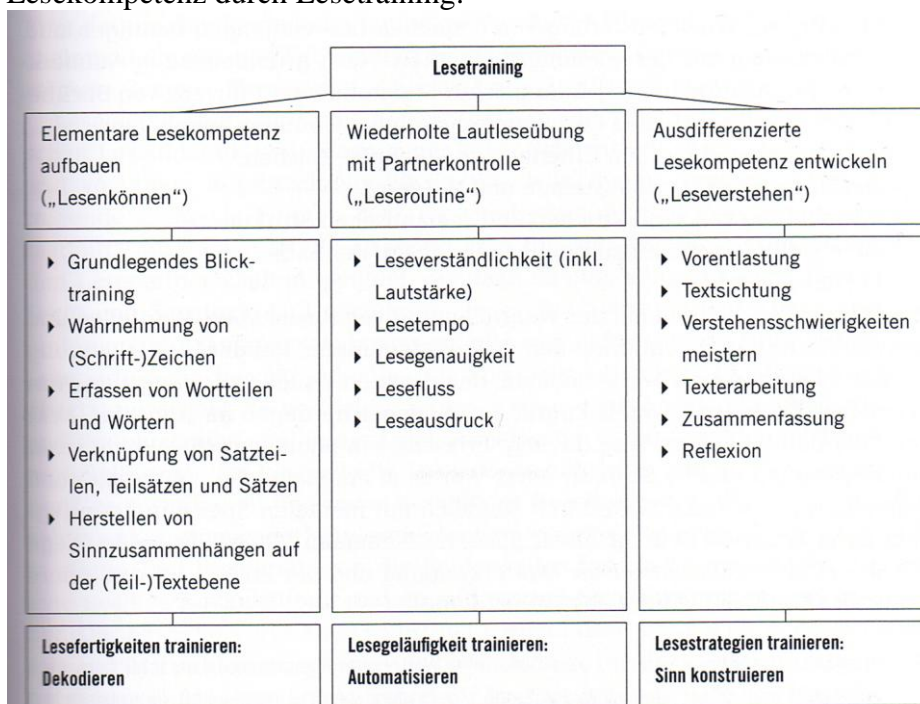 Lesekompetenz durch Lesetraining:
Lesetraining
Elementare Lesekompetenz
aufbauen
(„Lesenkönnen“)
Wiederholte Lautleseübung
mit Partnerkontrolle
(„Leseroutine“)
Ausdifferenzierte
Lesekompetenz entwickeln
(„Leseverstehen“)
▸ Grundlegendes Blick-
training
▸ Wahrnehmung von
(Schrift-)Zeichen
▸ Erfassen von Wortteilen
und Wörtern
▸ Verknüpfung von Satztei-
len, Teilsätzen und Sätzen
▸ Herstellen von
Sinnzusammenhängen auf
der (Teil-)Textebene
▸ Leseverständlichkeit (inkl.
Lautstärke)
▸ Lesetempo
▸ Lesegenauigkeit
▸ Lesefluss
▸ Leseausdruck
▸ Vorentlastung
▸ Textsichtung
▸ Verstehensschwierigkeiten
meistern
▸ Texterarbeitung
▸ Zusammenfassung
▸ Reflexion
Lesefertigkeiten trainieren:
Dekodieren
Lesegeläufigkeit trainieren:
Automatisieren
Lesestrategien trainieren:
Sinn konstruieren